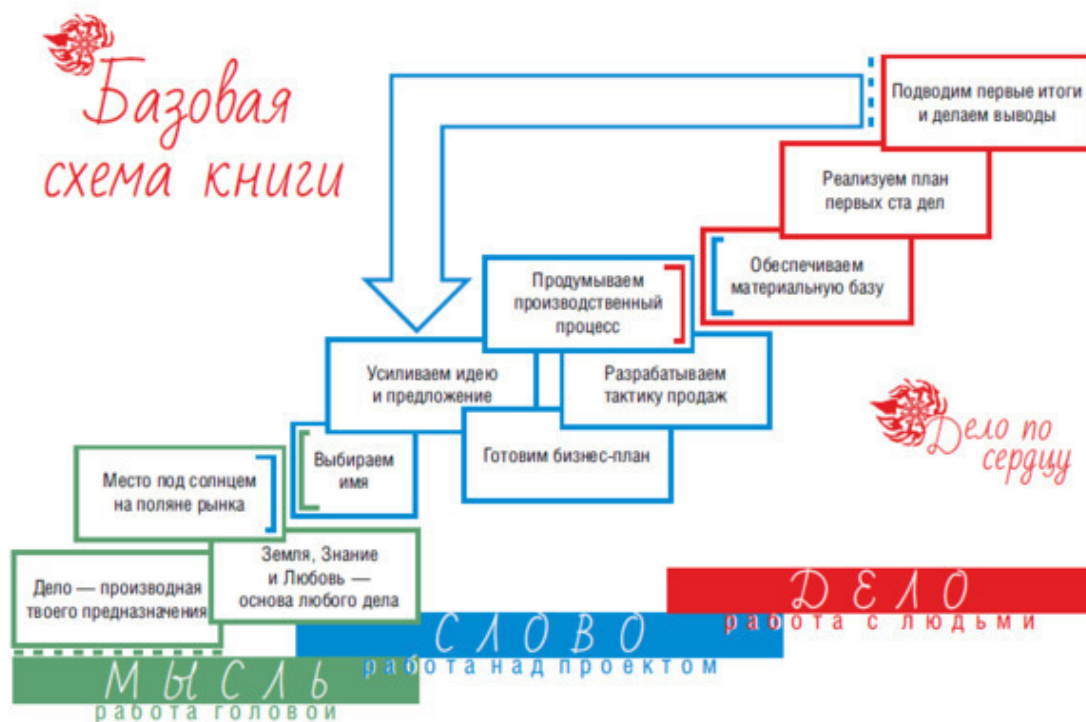 Базовая
схема книги
Подводим первые итоги
и делаем выводы
Реализуем план
первых ста дел
Обеспечиваем
материальную базу
Продумываем
производственный
процесс
Усиливаем идею
и предложение
Разрабатываем
тактику продаж
Готовим бизнес-план
Выбираем
имя
Место под солнцем
на поляне рынка
Земля, Знание
и Любовь —
основа любого дела
Дело — производная
твоего предназначения
Дело по
сердцу
ДЕЛО
работа с людьми
СЛОВО
работа над проектом
МЫСЛЬ
работа головой